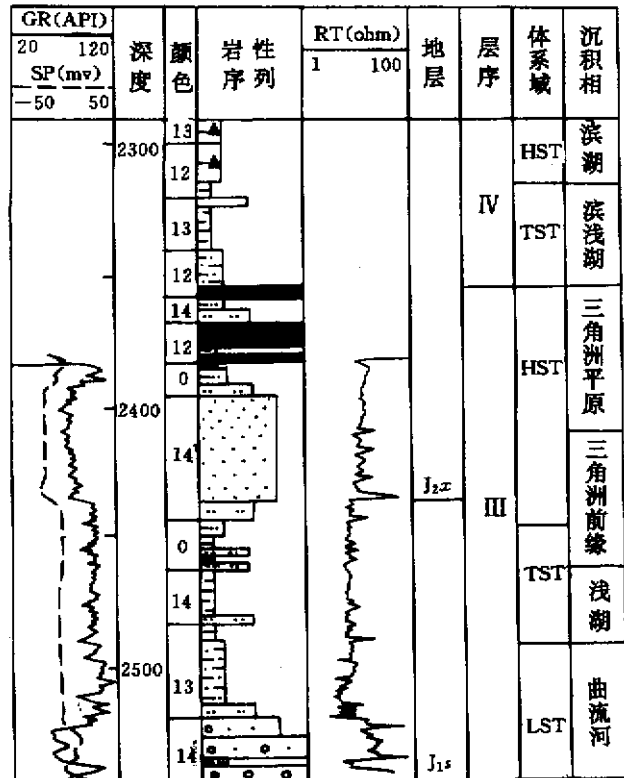 GR(API)
20 120
SP(mv)
-50 50
深度
颜色
岩性序列
RT(ohm)
1 100
地层
层序
体系域
沉积相
2300
2400
2500
13
12
13
12
14
12
0
14
0
14
13
14
J₂x
J₁s
IV
III
HST
TST
HST
TST
LST
滨湖
滨浅湖
三角洲平原
三角洲前缘
浅湖
曲流河